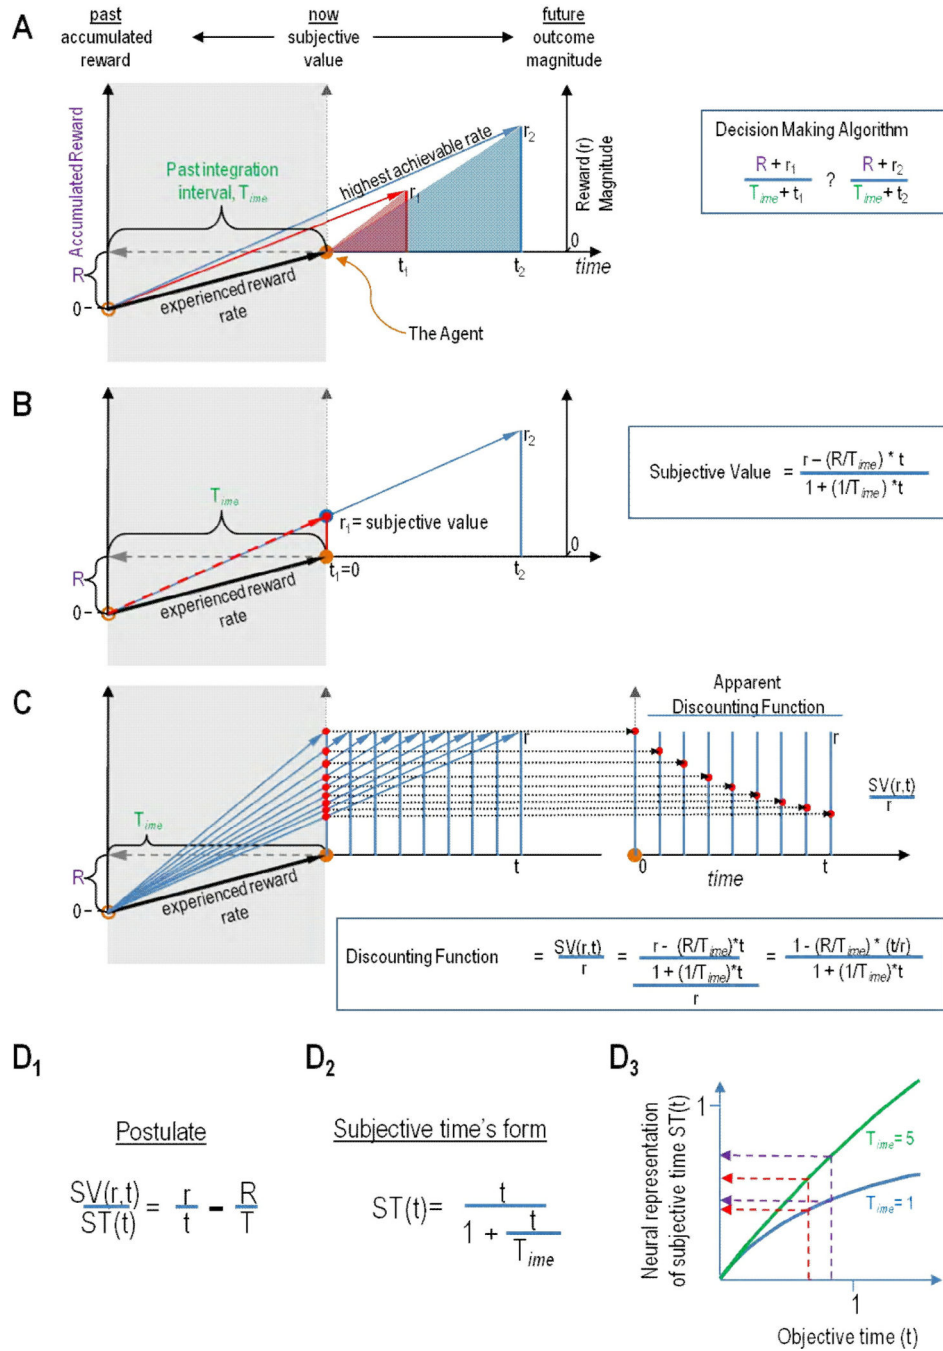 A
past
accumulated
reward
now
subjective
value
future
outcome
magnitude
Accumulated Reward
Past integration
interval, Time
highest achievable rate
r1
r2
Reward (r)
Magnitude
0
R
0
experienced reward
rate
t1
t2
time
The Agent
Decision Making Algorithm
R + r1
Time + t1
?
R + r2
Time + t2
B
Time
r2
r1 = subjective value
0
R
0
experienced reward
rate
t1=0
t2
Subjective Value = r – (R/Time) * t
1 + (1/Time) *t
C
Apparent
Discounting Function
r
r
SV(r,t)
r
Time
R
0
experienced reward
rate
t
0
time
t
Discounting Function = SV(r,t) = r - (R/Time)*t = 1 - (R/Time) * (t/r)
r
1 + (1/Time)*t
1 + (1/Time)*t
r
D1
Postulate
SV(r,t) = r - R
ST(t) t T
D2
Subjective time's form
ST(t) = t
1 + t
Time
D3
Neural representation
of subjective time ST(t)
1
Time = 5
Time = 1
1
Objective time (t)